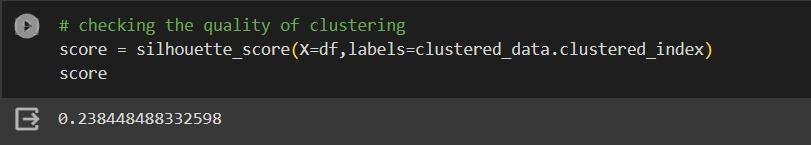 # checking the quality of clustering
score = silhouette_score(X=df,labels=clustered_data.clustered_index)
score
0.238448488332598